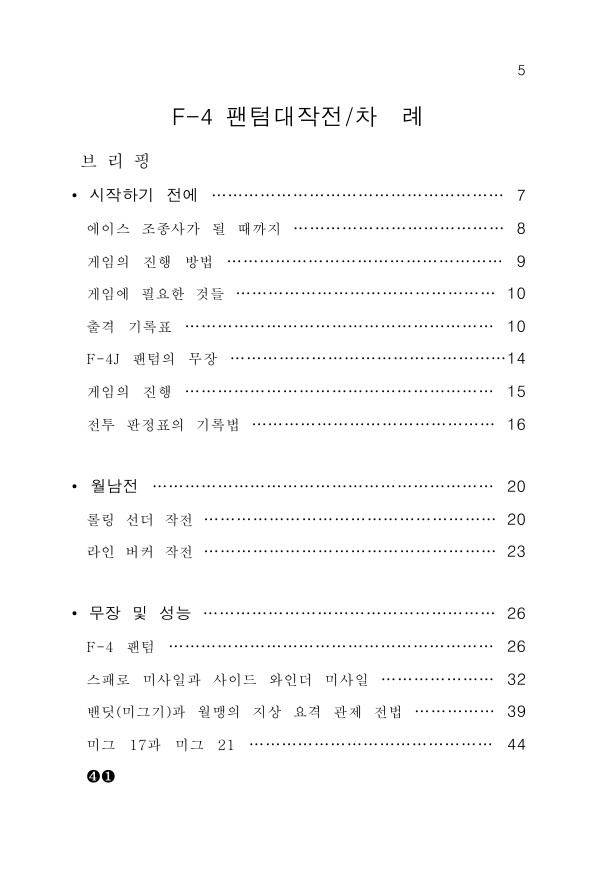 5
F-4 팬텀대작전/차 례
브 리 핑
• 시작하기 전에 ………………………………………………… 7
에이스 조종사가 될 때까지 ………………………………… 8
게임의 진행 방법 …………………………………………… 9
게임에 필요한 것들 ………………………………………… 10
출격 기록표 ………………………………………………… 10
F-4J 팬텀의 무장 ……………………………………………14
게임의 진행 ………………………………………………… 15
전투 판정표의 기록법 ……………………………………… 16
• 월남전 ……………………………………………………… 20
롤링 선더 작전 ……………………………………………… 20
라인 버커 작전 ……………………………………………… 23
• 무장 및 성능 ……………………………………………… 26
F-4 팬텀 …………………………………………………… 26
스패로 미사일과 사이드 와인더 미사일 ………………… 32
밴딧(미그기)과 월맹의 지상 요격 관제 전법 …………… 39
미그 17과 미그 21 ……………………………………… 44
❹❶